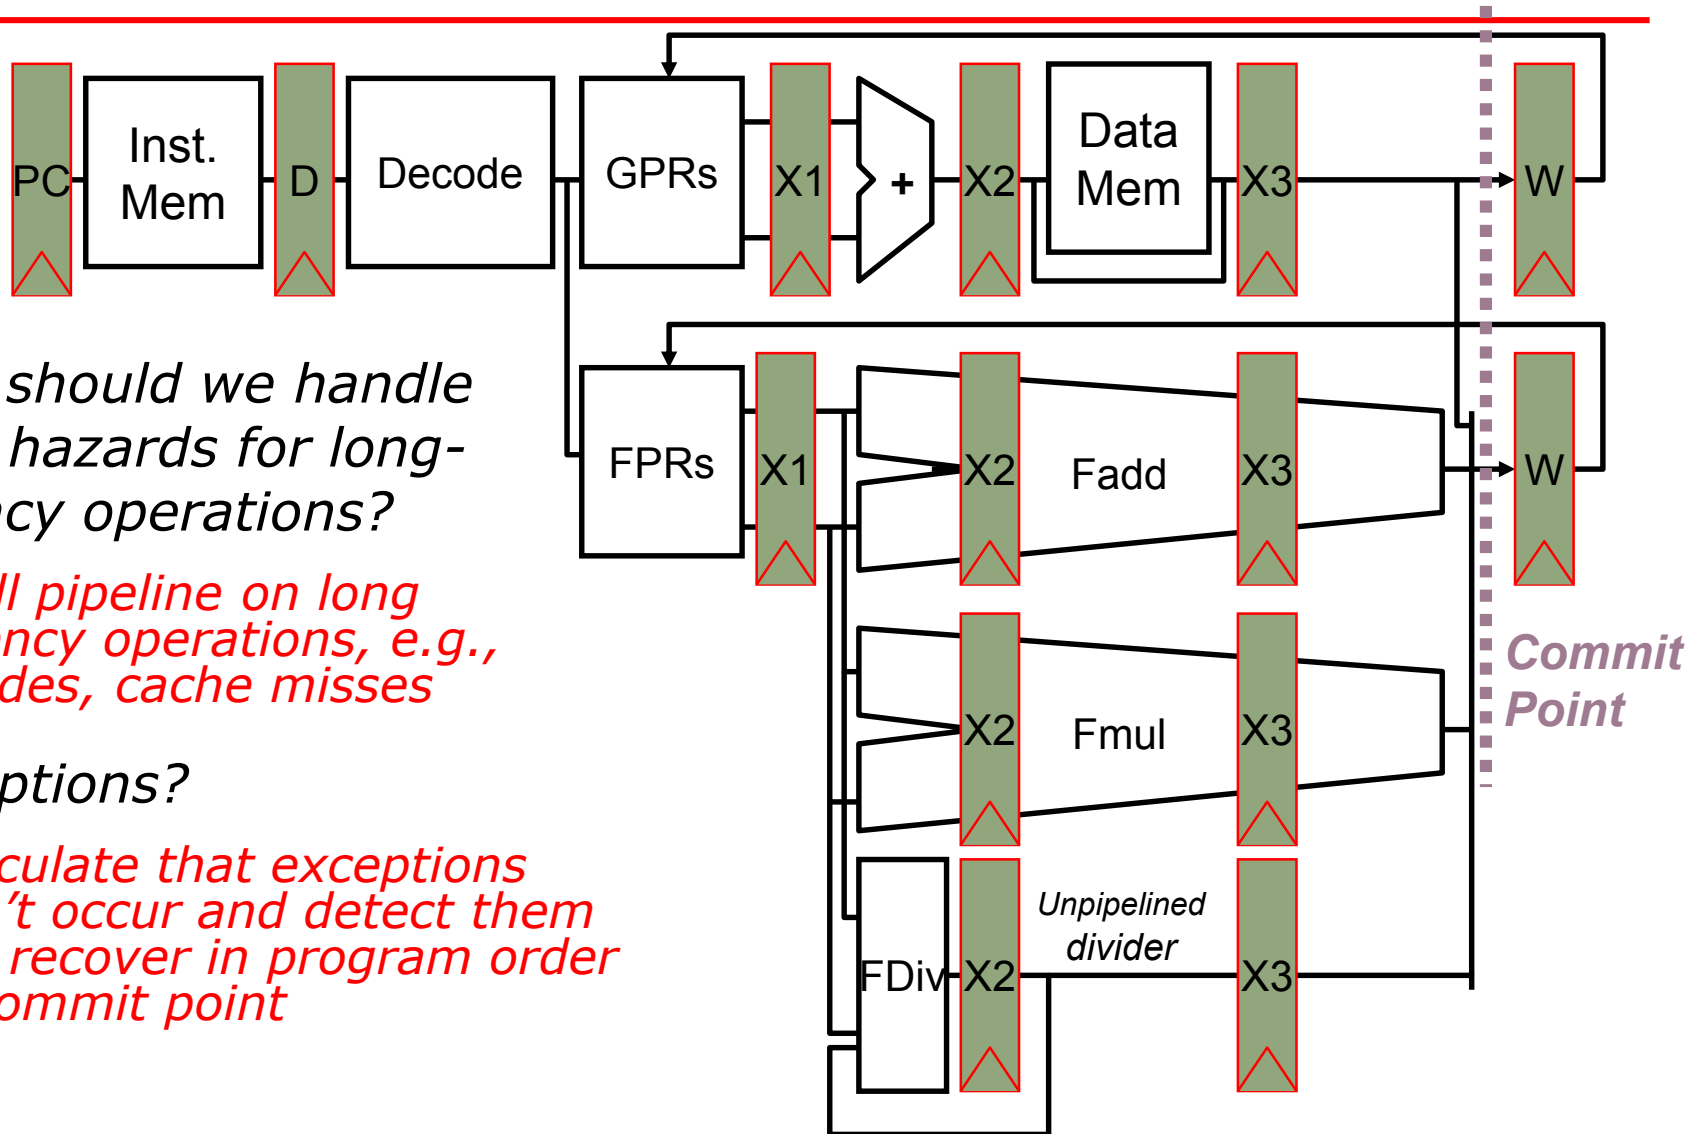 PC
Inst.
Mem
D
Decode
GPRs
X1
+
X2
Data
Mem
X3
W
should we handle
hazards for long-
ncy operations?
ll pipeline on long
ency operations, e.g.,
des, cache misses
ptions?
culate that exceptions
't occur and detect them
recover in program order
ommit point
FPRs
X1
X2
Fadd
X3
W
X2
Fmul
X3
Commit
Point
FDiv
X2
Unpipelined
divider
X3